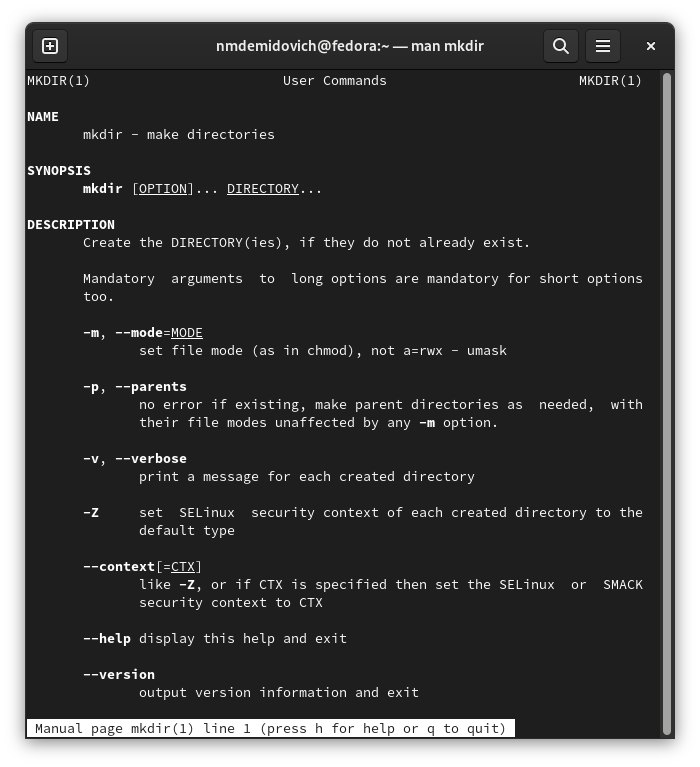 nmdemidovich@fedora:~ — man mkdir
MKDIR(1) User Commands MKDIR(1)
NAME
mkdir - make directories
SYNOPSIS
mkdir [OPTION]... DIRECTORY...
DESCRIPTION
Create the DIRECTORY(ies), if they do not already exist.
Mandatory arguments to long options are mandatory for short options
too.
-m, --mode=MODE
set file mode (as in chmod), not a=rwx - umask
-p, --parents
no error if existing, make parent directories as needed, with
their file modes unaffected by any -m option.
-v, --verbose
print a message for each created directory
-Z set SELinux security context of each created directory to the
default type
--context[=CTX]
like -Z, or if CTX is specified then set the SELinux or SMACK
security context to CTX
--help display this help and exit
--version
output version information and exit
Manual page mkdir(1) line 1 (press h for help or q to quit)